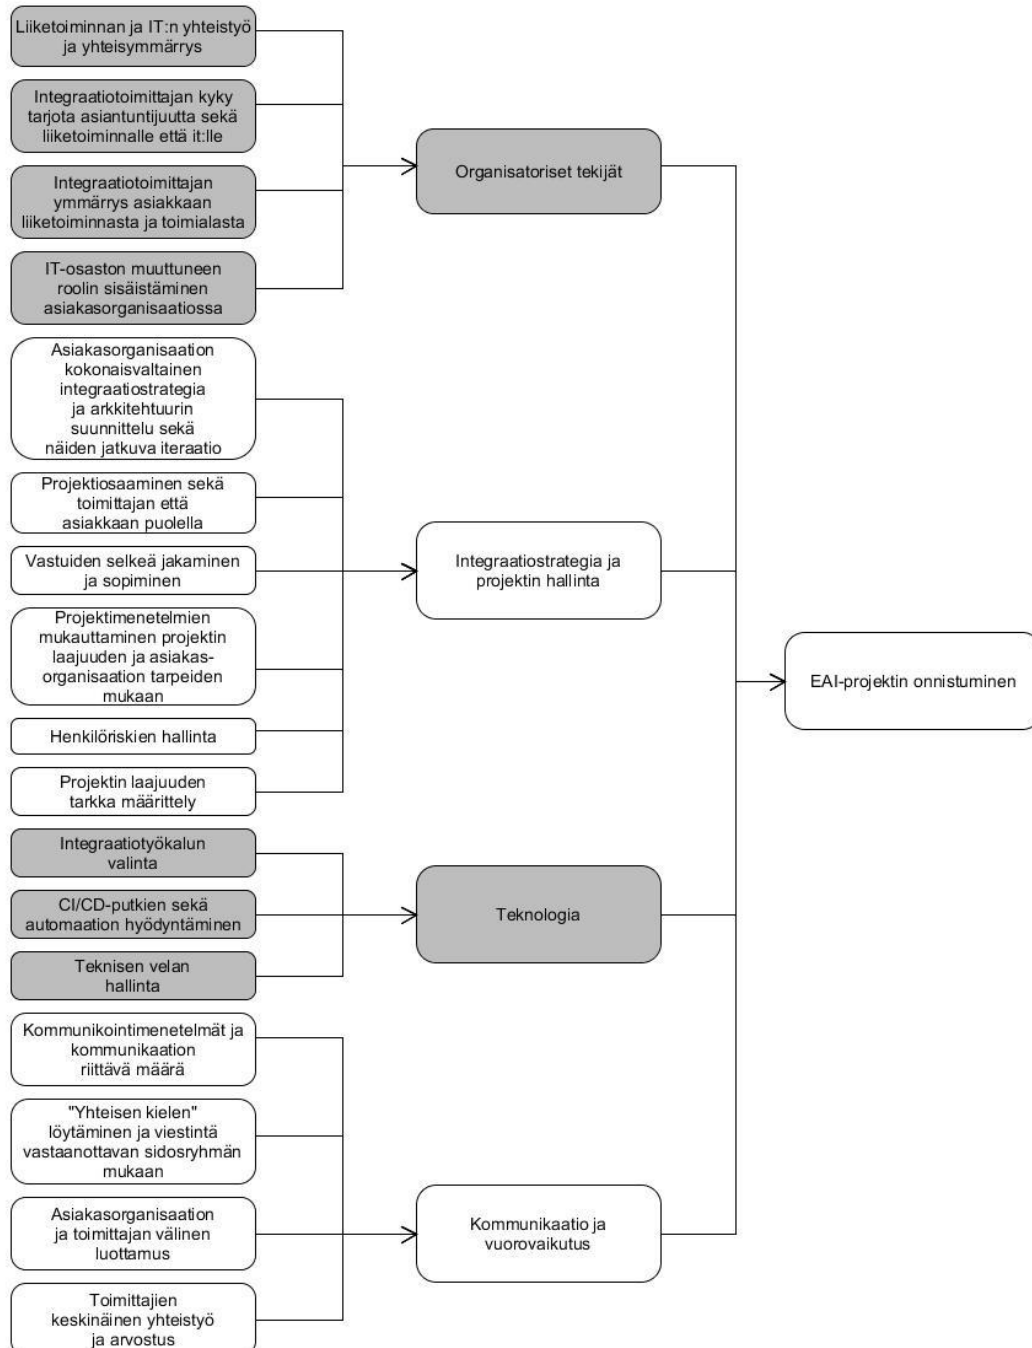 Liiketoiminnan ja IT:n yhteistyö
ja yhteisymmärrys
Integraatiotoimittajan kyky
tarjota asiantuntijuutta sekä
liiketoiminnalle että it:lle
Integraatiotoimittajan
ymmärrys asiakkaan
liiketoiminnasta ja toimialasta
IT-osaston muuttuneen
roolin sisäistäminen
asiakasorganisaatiossa
Organisatoriset tekijät
Asiakasorganisaation
kokonaisvaltainen
integraatiostrategia
ja arkkitehtuurin
suunnittelu sekä
näiden jatkuva iteraatio
Projektiosaaminen sekä
toimittajan että
asiakkaan puolella
Vastuiden selkeä jakaminen
ja sopiminen
Projektimenetelmien
mukauttaminen projektin
laajuuden ja asiakas-
organisaation tarpeiden
mukaan
Henkilöriskien hallinta
Projektin laajuuden
tarkka määrittely
Integraatiostrategia ja
projektin hallinta
Integraatiotyökalun
valinta
CI/CD-putkien sekä
automaation hyödyntäminen
Teknisen velan
hallinta
Teknologia
Kommunikointimenetelmät ja
kommunikaation
riittävä määrä
"Yhteisen kielen"
löytäminen ja viestintä
vastaanottavan sidosryhmän
mukaan
Asiakasorganisaation
ja toimittajan välinen
luottamus
Toimittajien
keskinäinen yhteistyö
ja arvostus
Kommunikaatio ja
vuorovaikutus
EAI-projektin onnistuminen